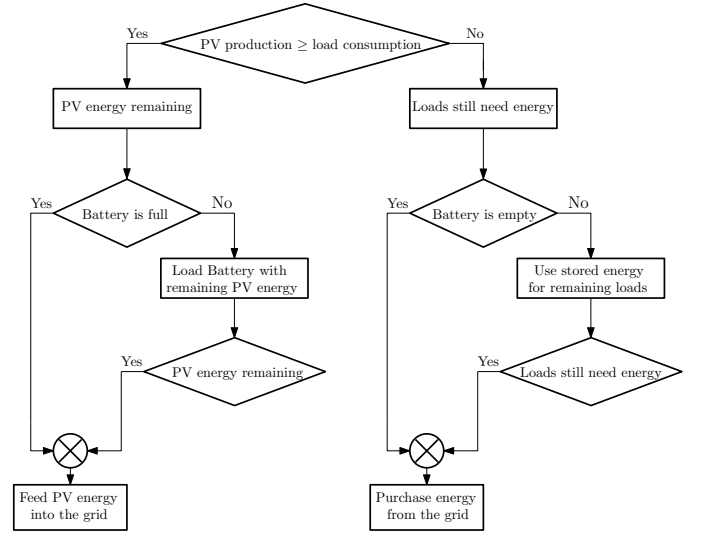 Yes
No
PV production ≥ load consumption
PV energy remaining
Loads still need energy
Yes
No
Battery is full
Yes
No
Battery is empty
Load Battery with
remaining PV energy
Use stored energy
for remaining loads
Yes
PV energy remaining
Yes
Loads still need energy
Feed PV energy
into the grid
Purchase energy
from the grid